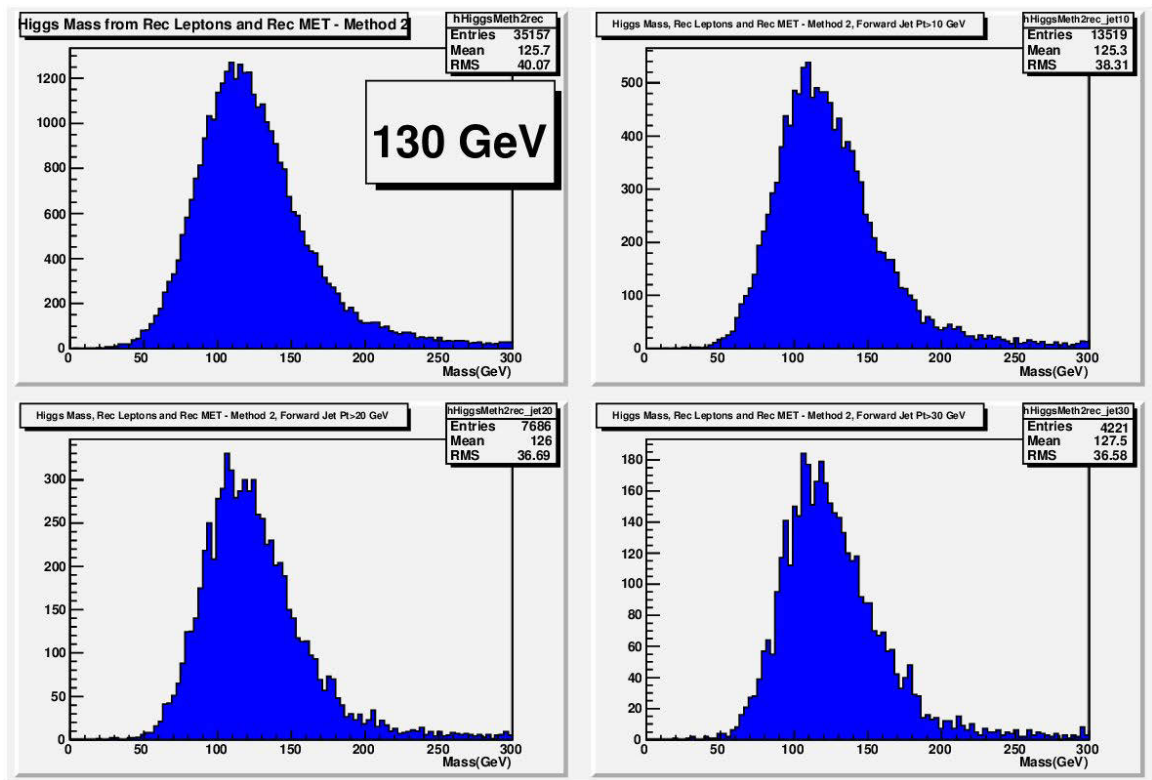 Higgs Mass from Rec Leptons and Rec MET - Method 2
hHiggsMeth2rec
Entries 35157
Mean 125.7
RMS 40.07
130 GeV
1200
1000
800
600
400
200
0
0 50 100 150 200 250 300
Mass(GeV)
Higgs Mass, Rec Leptons and Rec MET - Method 2, Forward Jet Pt>10 GeV
hHiggsMeth2rec_jet10
Entries 13519
Mean 125.3
RMS 38.31
500
400
300
200
100
0
0 50 100 150 200 250 300
Mass(GeV)
Higgs Mass, Rec Leptons and Rec MET - Method 2, Forward Jet Pt>20 GeV
hHiggsMeth2rec_jet20
Entries 7686
Mean 126
RMS 36.69
300
250
200
150
100
50
0
0 50 100 150 200 250 300
Mass(GeV)
Higgs Mass, Rec Leptons and Rec MET - Method 2, Forward Jet Pt>30 GeV
hHiggsMeth2rec_jet30
Entries 4221
Mean 127.5
RMS 36.58
180
160
140
120
100
80
60
40
20
0
0 50 100 150 200 250 300
Mass(GeV)